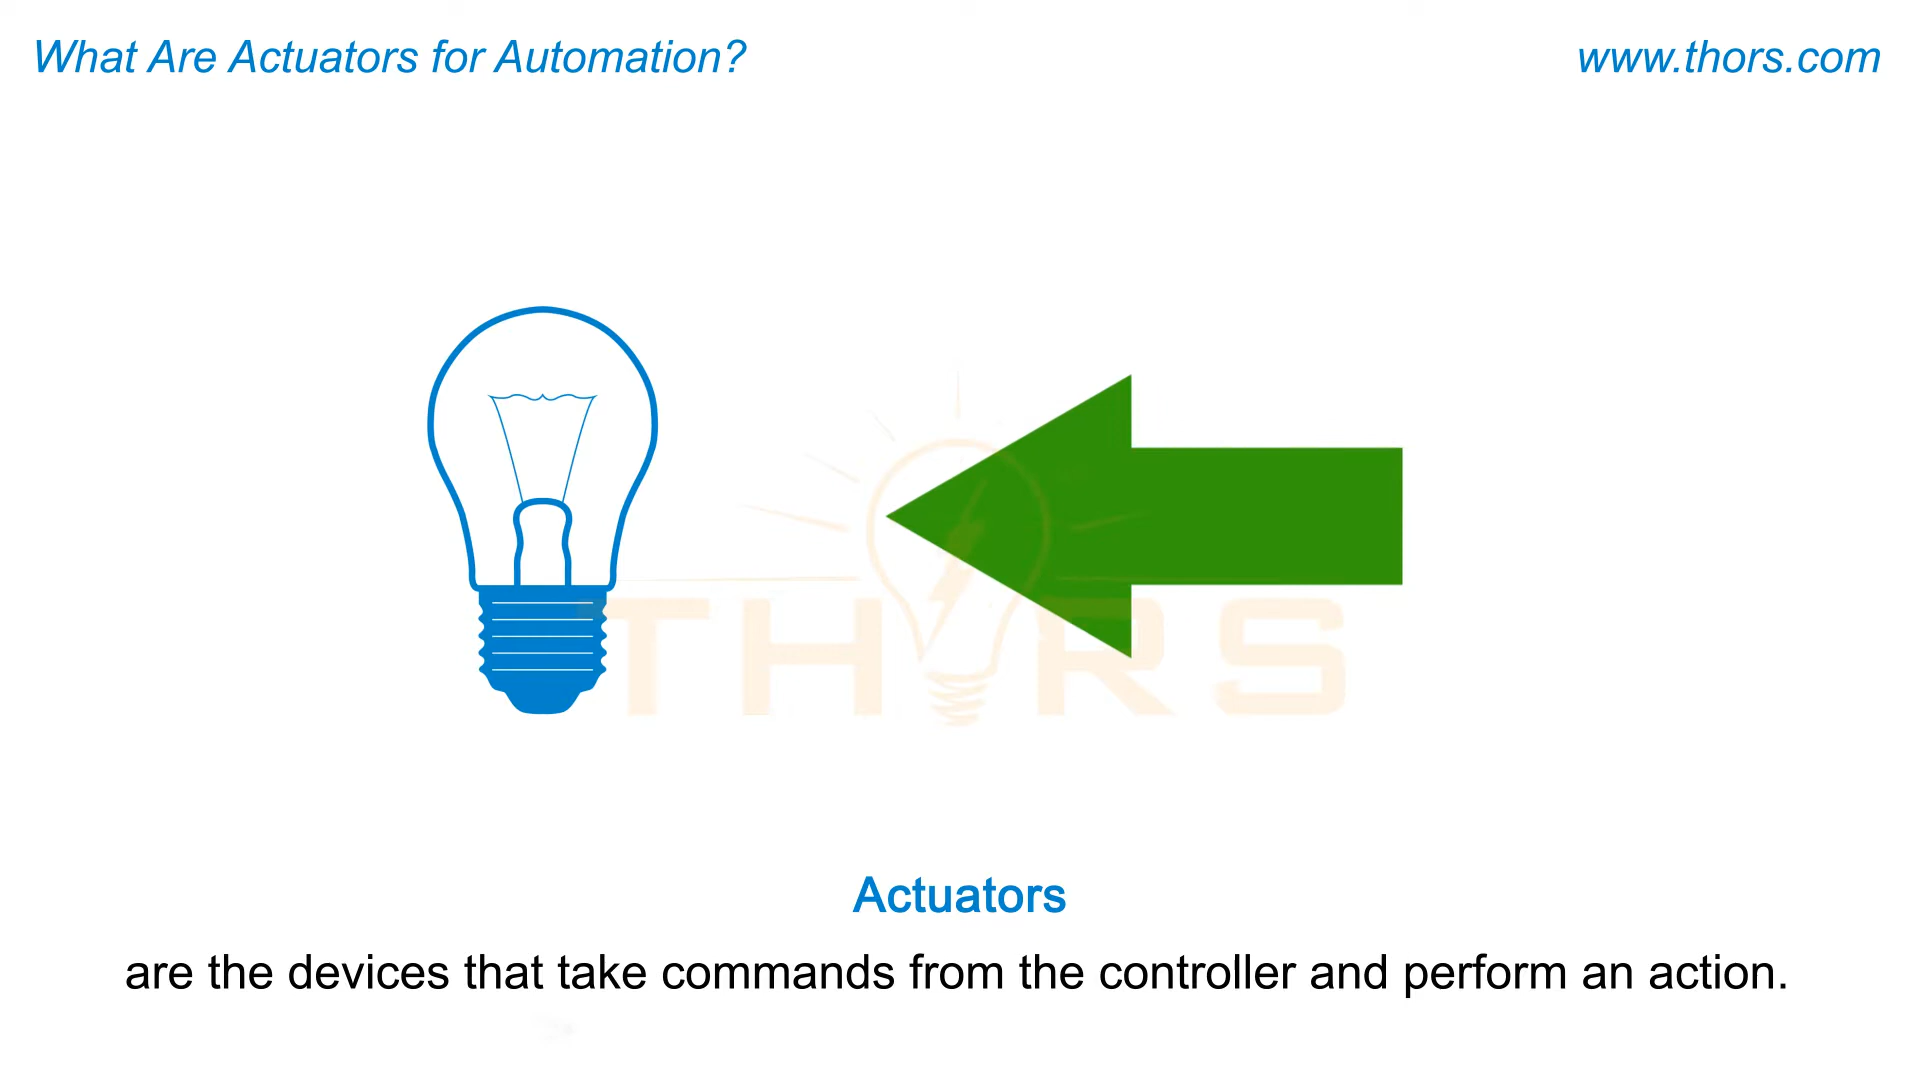 What Are Actuators for Automation?
www.thors.com
THORS
Actuators
are the devices that take commands from the controller and perform an action.